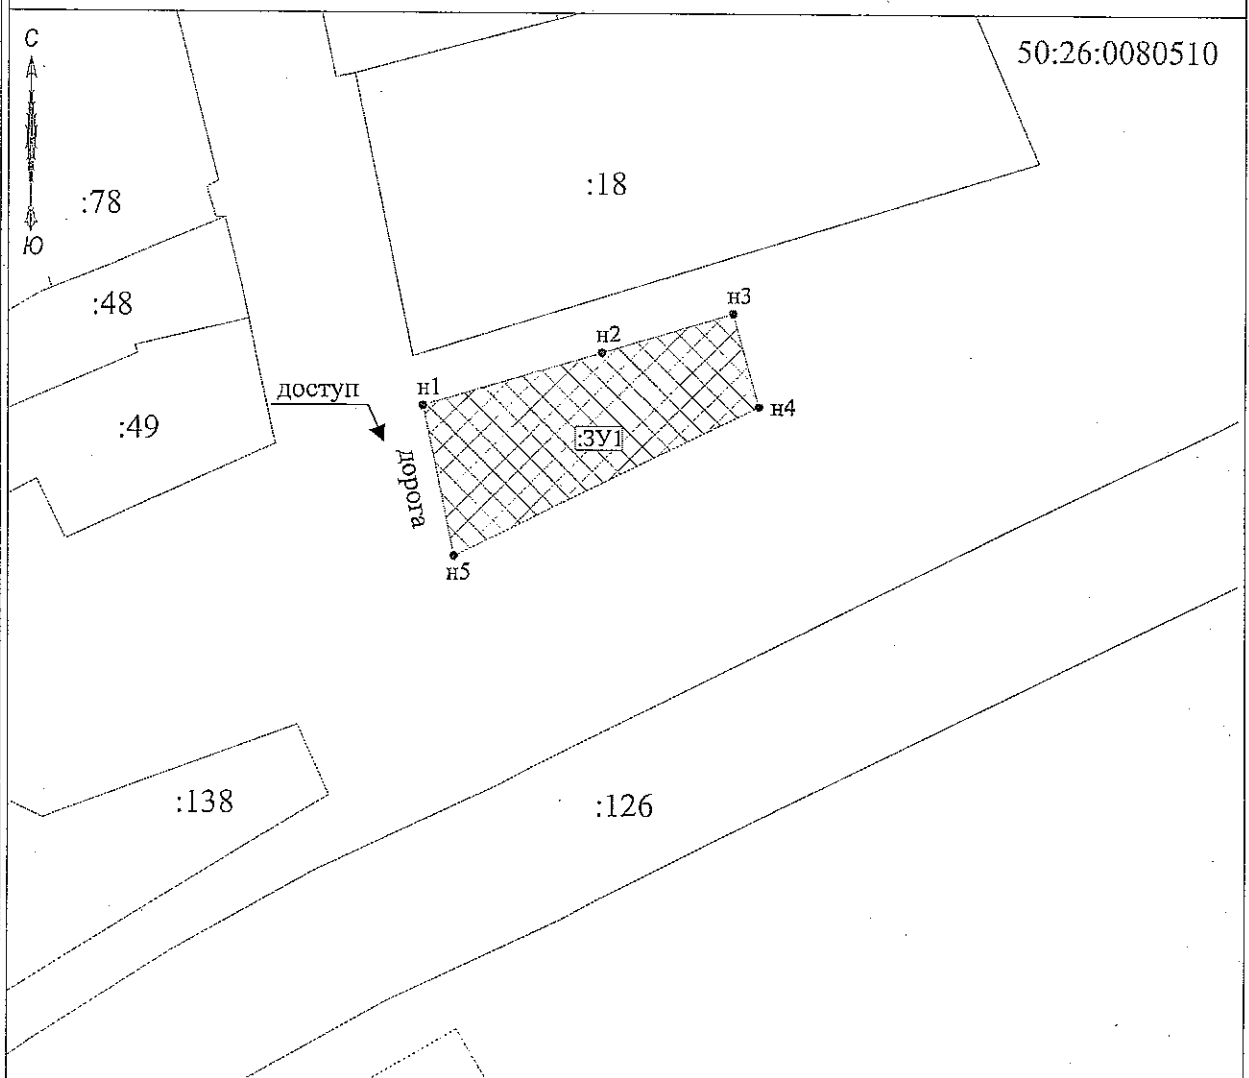 С
50:26:0080510
:18
:78
Ю
н3
:48
н2
доступ
н1
н4
:49
:ЗУ1
дорога
н5
:138
:126